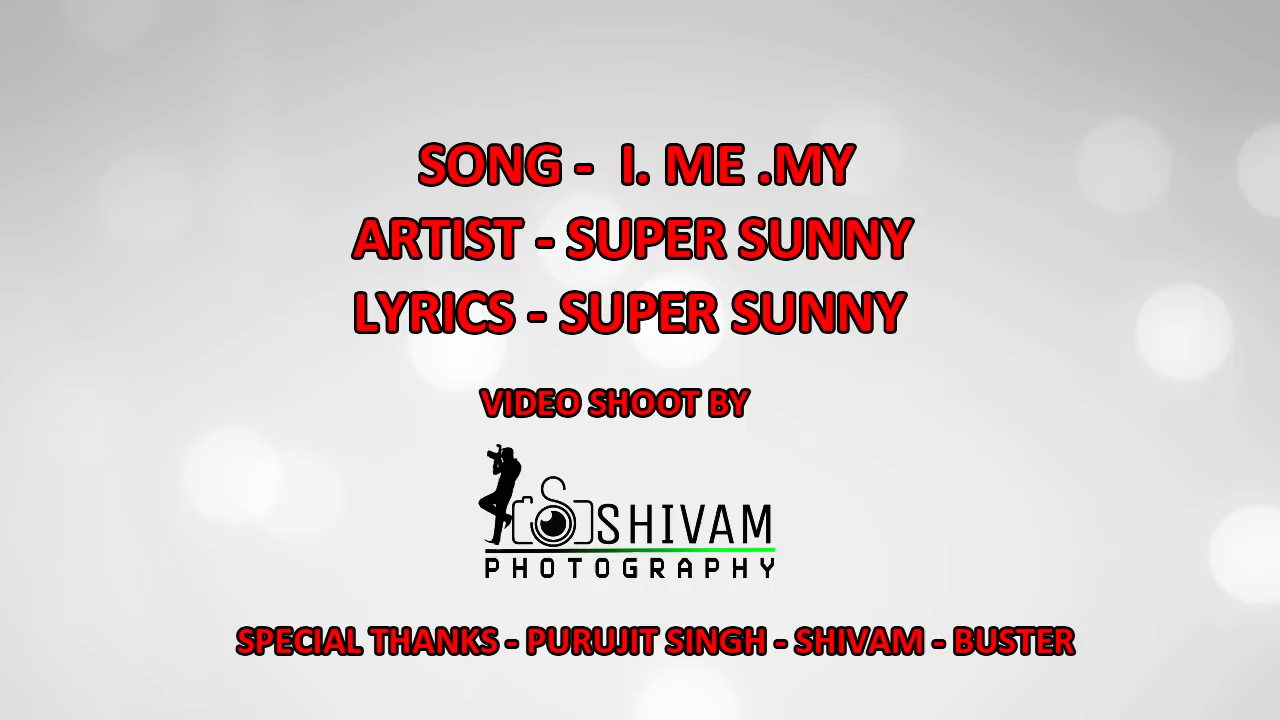 SONG -  I. ME .MY
ARTIST - SUPER SUNNY
LYRICS - SUPER SUNNY
VIDEO SHOOT BY
SHIVAM
PHOTOGRAPHY
SPECIAL THANKS - PURUJIT SINGH - SHIVAM - BUSTER